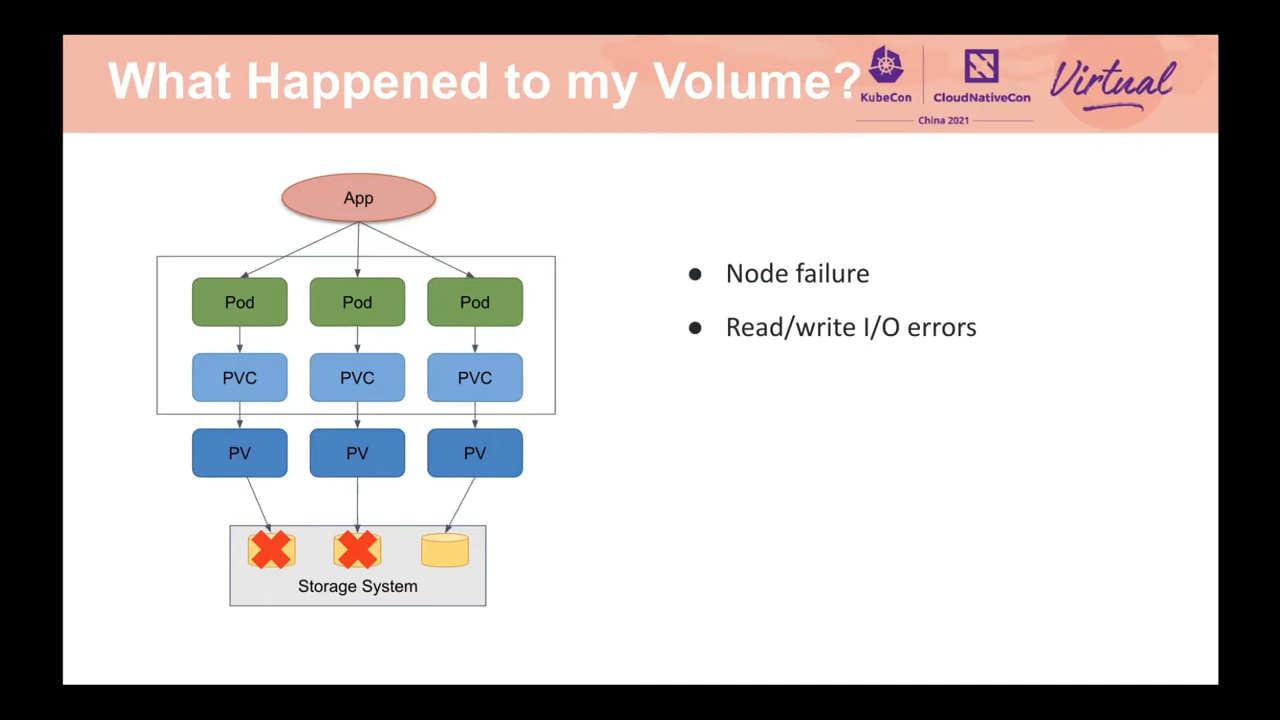 What Happened to my Volume?
KubeCon
CloudNativeCon
China 2021
Virtual
App
Pod Pod Pod
PVC PVC PVC
PV PV PV
Storage System
● Node failure
● Read/write I/O errors